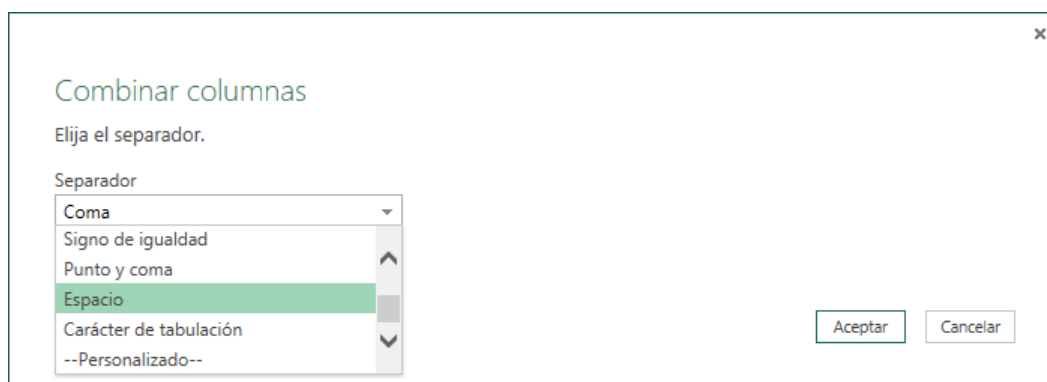 Combinar columnas
Elija el separador.
Separador
Coma
Signo de igualdad
Punto y coma
Espacio
Carácter de tabulación
--Personalizado--
Aceptar Cancelar